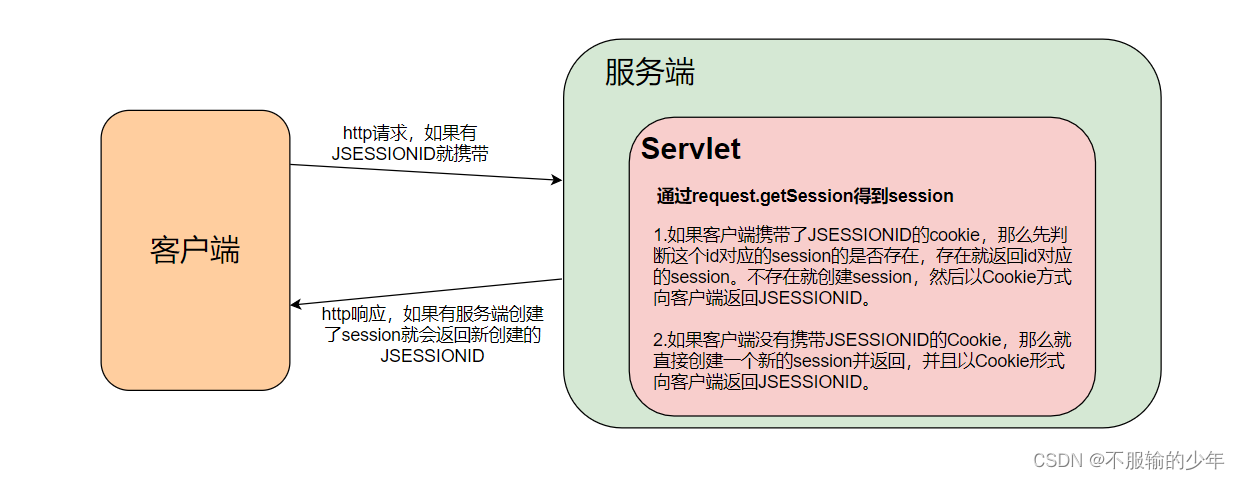 服务端
Servlet
通过request.getSession得到session
1.如果客户端携带了JSESSIONID的cookie，那么先判
断这个id对应的session的是否存在，存在就返回id对应
的session。不存在就创建session，然后以Cookie方式
向客户端返回JSESSIONID。
2.如果客户端没有携带JSESSIONID的Cookie，那么就
直接创建一个新的session并返回，并且以Cookie形式
向客户端返回JSESSIONID。
http请求，如果有
JSESSIONID就携带
客户端
http响应，如果有服务端创建
了session就会返回新创建的
JSESSIONID
CSDN @不服输的少年